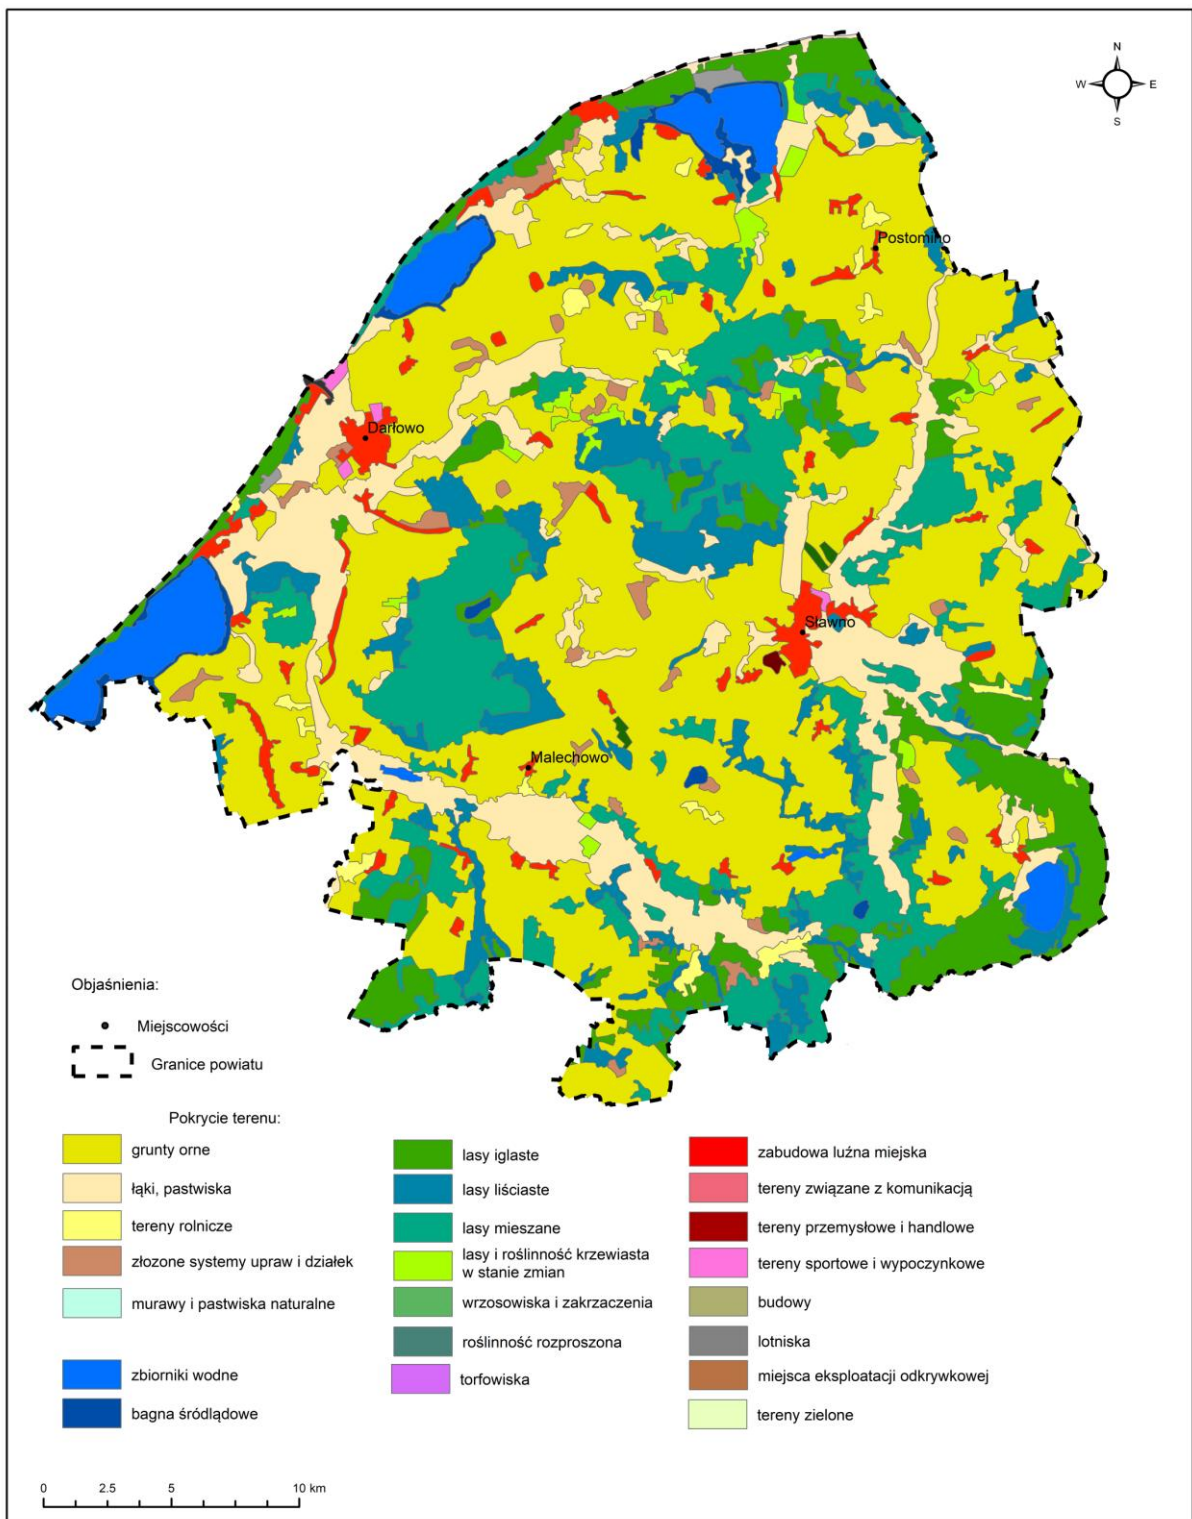 N
W E
S
Postomino
Darłowo
Sławno
Malechowo
Objaśnienia:
Miejscowości
Granice powiatu
Pokrycie terenu:
grunty orne
łąki, pastwiska
tereny rolnicze
złożone systemy upraw i działek
murawy i pastwiska naturalne
zbiorniki wodne
bagna śródlądowe
lasy iglaste
lasy liściaste
lasy mieszane
lasy i roślinność krzewiasta
w stanie zmian
wrzosowiska i zakrzaczenia
roślinność rozproszona
torfowiska
zabudowa luźna miejska
tereny związane z komunikacją
tereny przemysłowe i handlowe
tereny sportowe i wypoczynkowe
budowy
lotniska
miejsca eksploatacji odkrywkowej
tereny zielone
0 2.5 5 10 km